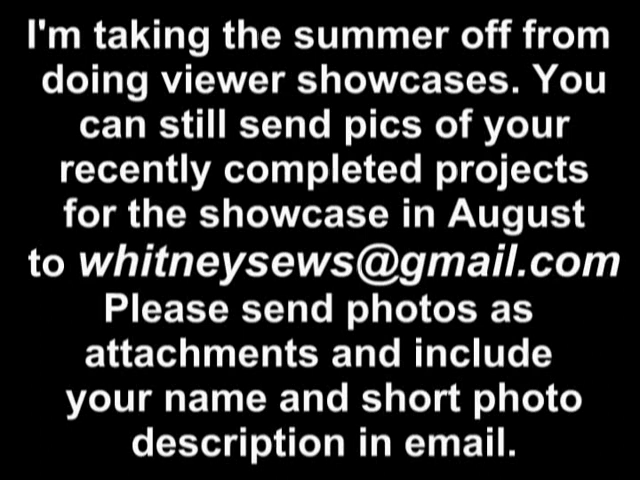 I'm taking the summer off from
doing viewer showcases. You
can still send pics of your
recently completed projects
for the showcase in August
to whitneysews@gmail.com
Please send photos as
attachments and include
your name and short photo
description in email.